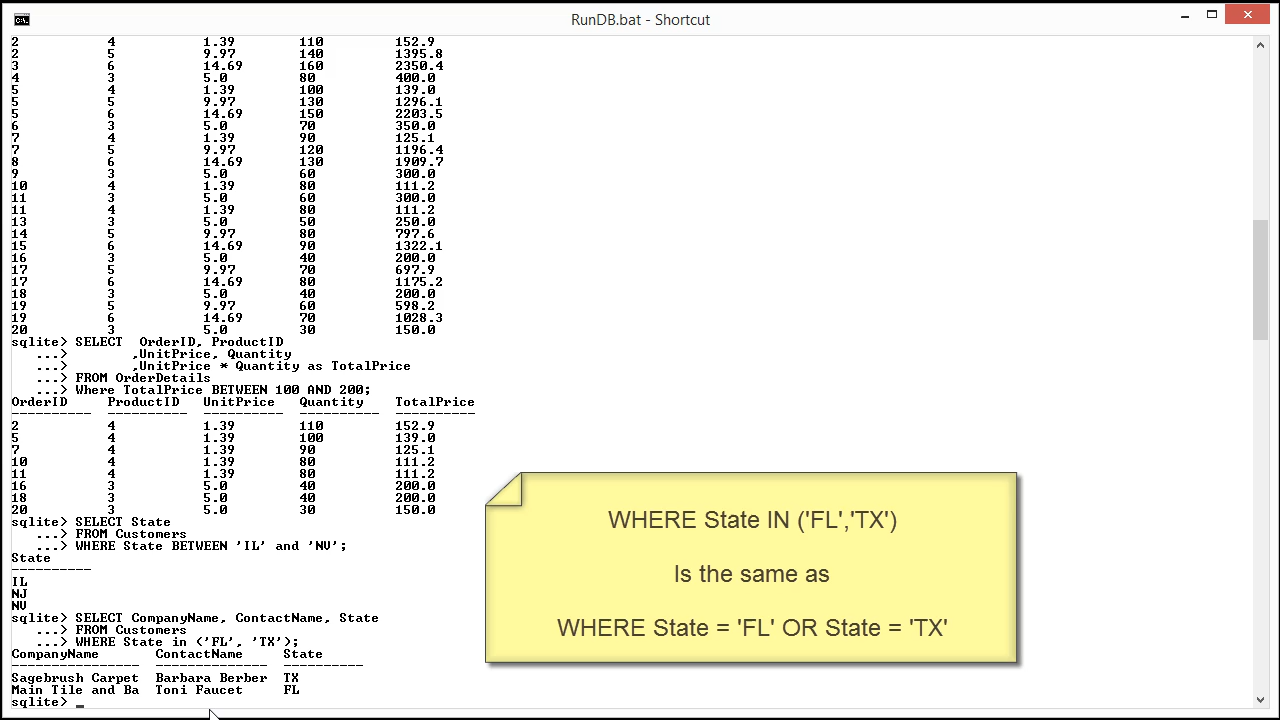 RunDB.bat - Shortcut
2 4 1.39 110 152.9
2 5 9.97 140 1395.8
3 6 14.69 160 2350.4
4 3 5.0 80 400.0
5 4 1.39 100 139.0
5 5 9.97 130 1296.1
5 6 14.69 150 2203.5
6 3 5.0 70 350.0
7 4 1.39 90 125.1
7 5 9.97 120 1196.4
8 6 14.69 130 1909.7
9 3 5.0 60 300.0
10 4 1.39 80 111.2
11 3 5.0 60 300.0
11 4 1.39 80 111.2
13 3 5.0 50 250.0
14 5 9.97 80 797.6
15 6 14.69 90 1322.1
16 3 5.0 40 200.0
17 5 9.97 70 697.9
17 6 14.69 80 1175.2
18 3 5.0 40 200.0
19 5 9.97 60 598.2
19 6 14.69 70 1028.3
20 3 5.0 30 150.0
sqlite> SELECT  OrderID, ProductID
...>        ,UnitPrice, Quantity
...>        ,UnitPrice * Quantity as TotalPrice
...> FROM OrderDetails
...> Where TotalPrice BETWEEN 100 AND 200;
OrderID ProductID UnitPrice Quantity TotalPrice
---------- ---------- ---------- ---------- ----------
2 4 1.39 110 152.9
5 4 1.39 100 139.0
7 4 1.39 90 125.1
10 4 1.39 80 111.2
11 4 1.39 80 111.2
16 3 5.0 40 200.0
18 3 5.0 40 200.0
20 3 5.0 30 150.0
sqlite> SELECT State
...> FROM Customers
...> WHERE State BETWEEN 'IL' and 'NV';
State
----------
IL
NJ
NV
sqlite> SELECT CompanyName, ContactName, State
...> FROM Customers
...> WHERE State in ('FL', 'TX');
CompanyName ContactName State
---------------- -------------- ----------
Sagebrush Carpet Barbara Berber TX
Main Tile and Ba Toni Faucet FL
sqlite> _
WHERE State IN ('FL','TX')
Is the same as
WHERE State = 'FL' OR State = 'TX'